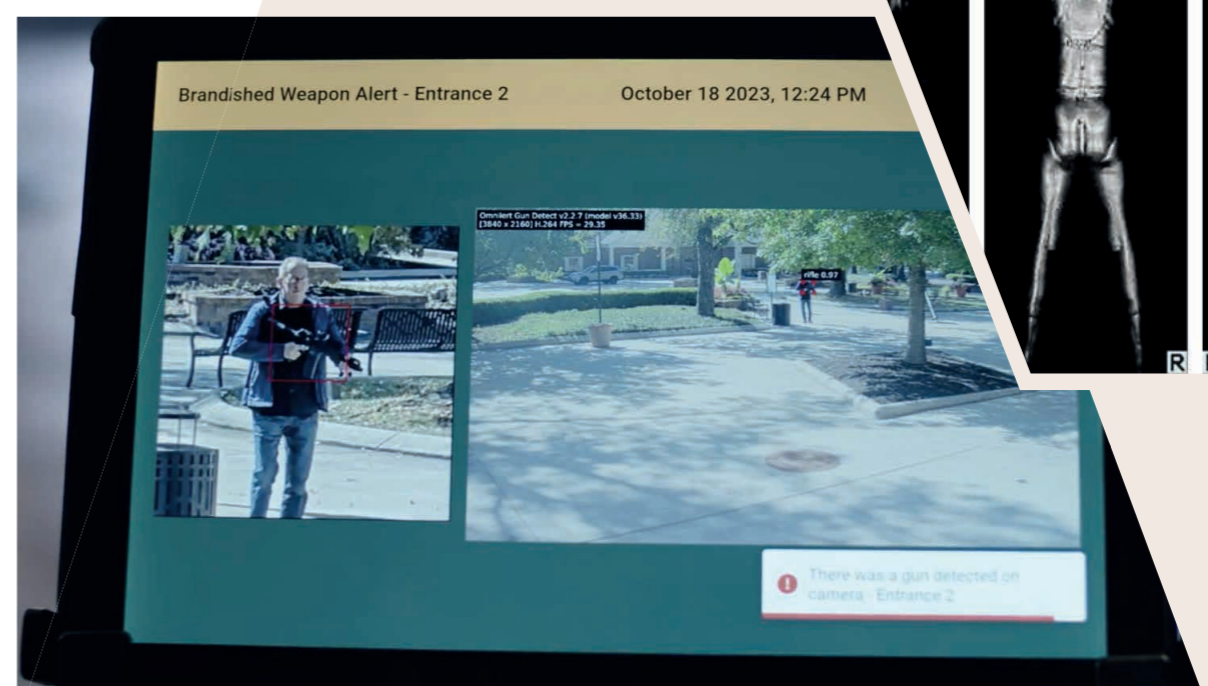 Brandished Weapon Alert - Entrance 2
October 18 2023, 12:24 PM
Omnilert Gun Detect v2.2.7 (model v36.33)
[3840 x 2160] H.264 FPS = 29.35
rifle 0.97
There was a gun detected on
camera - Entrance 2
R